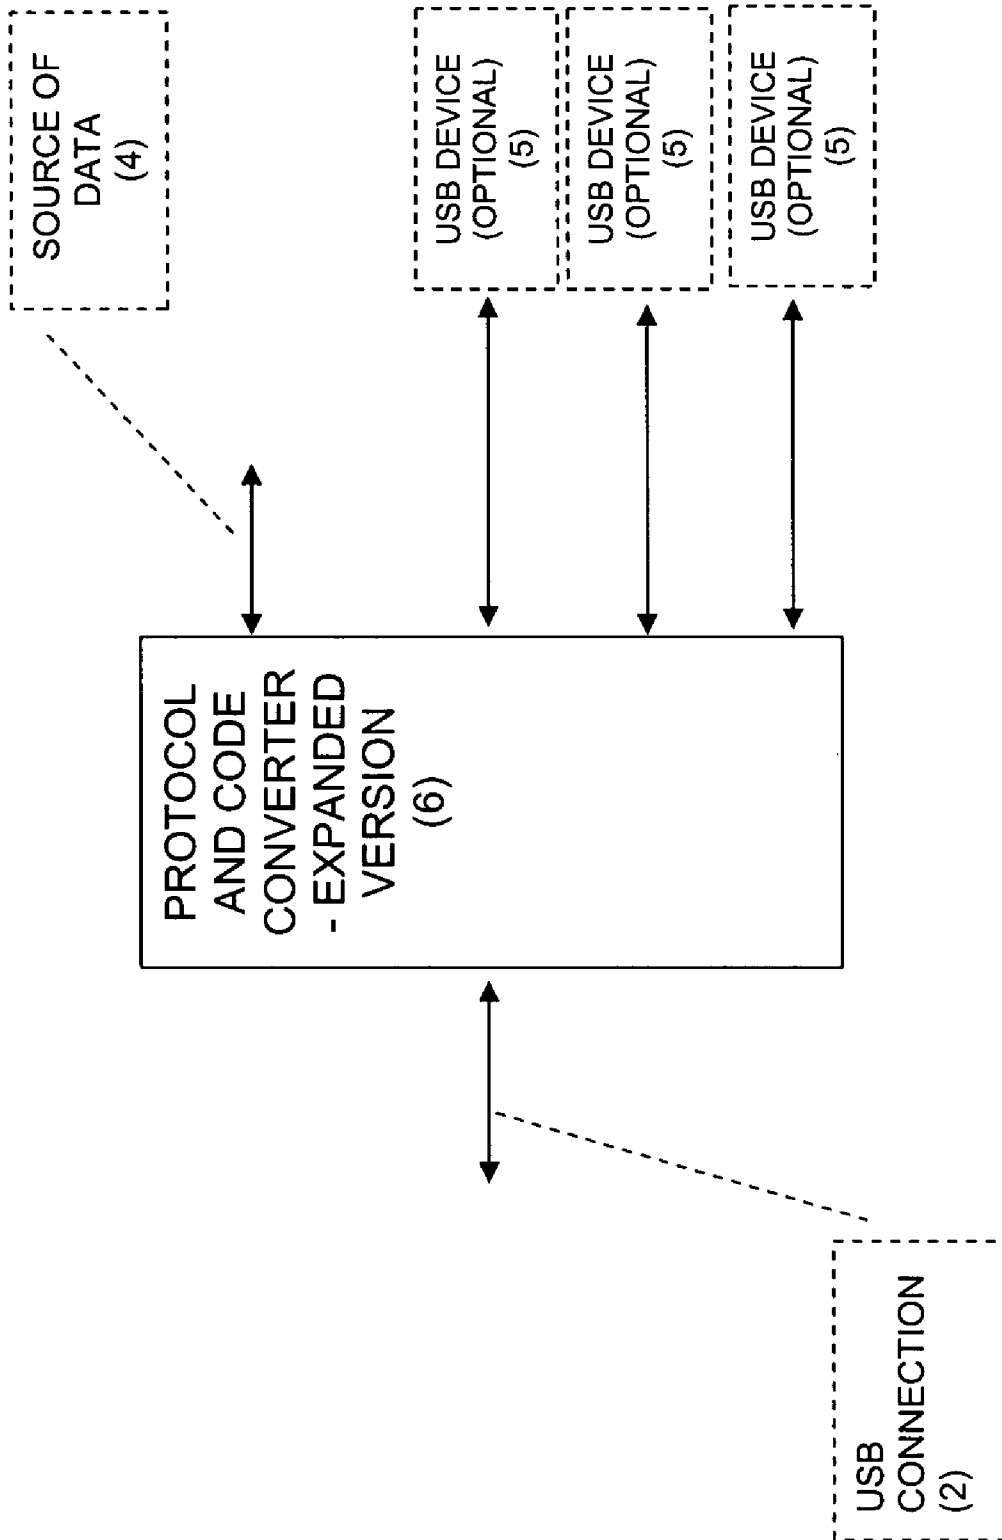 SOURCE OF
DATA
(4)
USB DEVICE
(OPTIONAL)
(5)
USB DEVICE
(OPTIONAL)
(5)
USB DEVICE
(OPTIONAL)
(5)
PROTOCOL
AND CODE
CONVERTER
- EXPANDED
VERSION
(6)
USB
CONNECTION
(2)